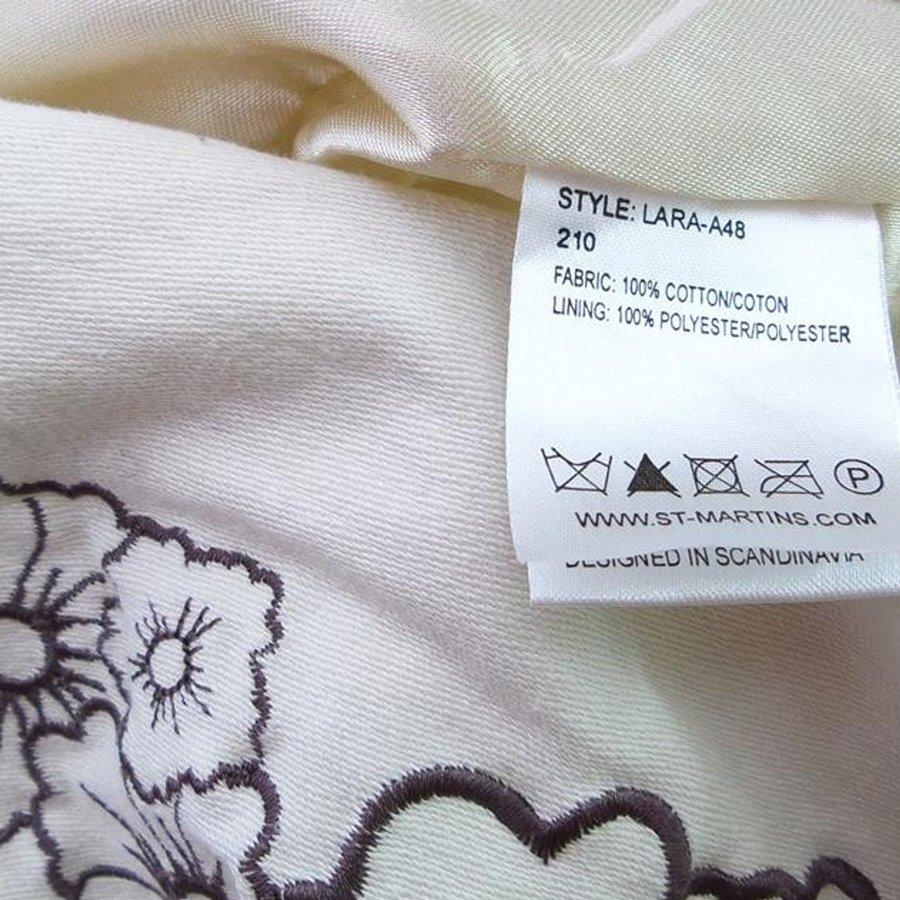 STYLE: LARA-A48
210
FABRIC: 100% COTTON/COTON
LINING: 100% POLYESTER/POLYESTER
P
WWW.ST-MARTINS.COM
DESIGNED IN SCANDINAVIA